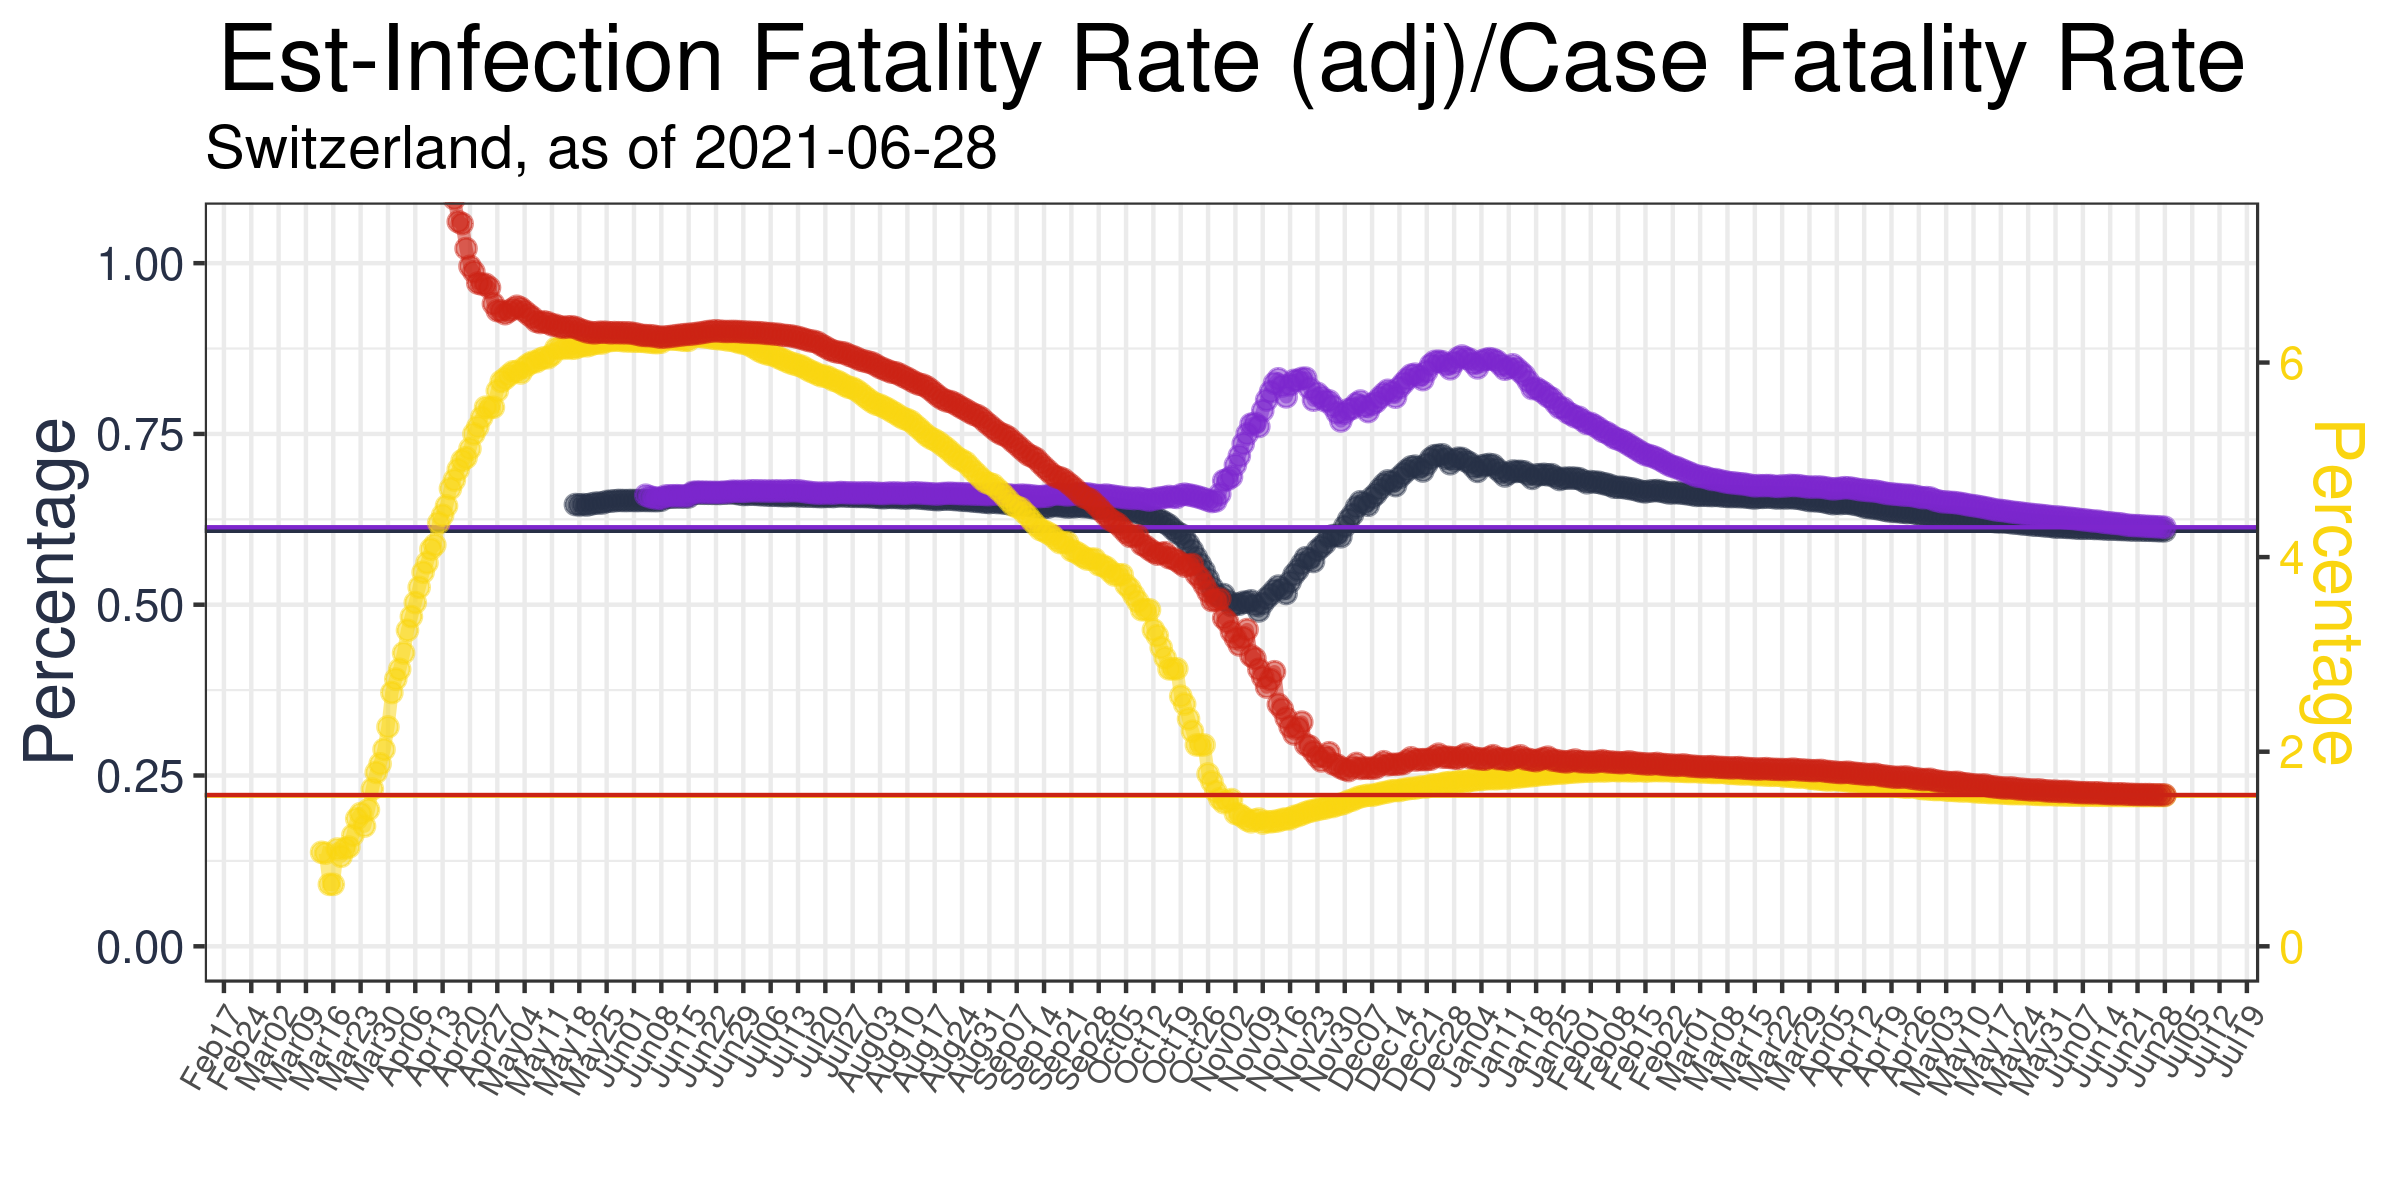 Est-Infection Fatality Rate (adj)/Case Fatality Rate
Switzerland, as of 2021-06-28
Percentage
1.00
0.75
0.50
0.25
0.00
6
4
2
0
Percentage
Feb17
Feb24
Mar02
Mar09
Mar16
Mar23
Mar30
Apr06
Apr13
Apr20
Apr27
May04
May11
May18
May25
Jun01
Jun08
Jun15
Jun22
Jun29
Jul06
Jul13
Jul20
Jul27
Aug03
Aug10
Aug17
Aug24
Aug31
Sep07
Sep14
Sep21
Sep28
Oct05
Oct12
Oct19
Oct26
Nov02
Nov09
Nov16
Nov23
Nov30
Dec07
Dec14
Dec21
Dec28
Jan04
Jan11
Jan18
Jan25
Feb01
Feb08
Feb15
Feb22
Mar01
Mar08
Mar15
Mar22
Mar29
Apr05
Apr12
Apr19
Apr26
May03
May10
May17
May24
May31
Jun07
Jun14
Jun21
Jun28
Jul05
Jul12
Jul19